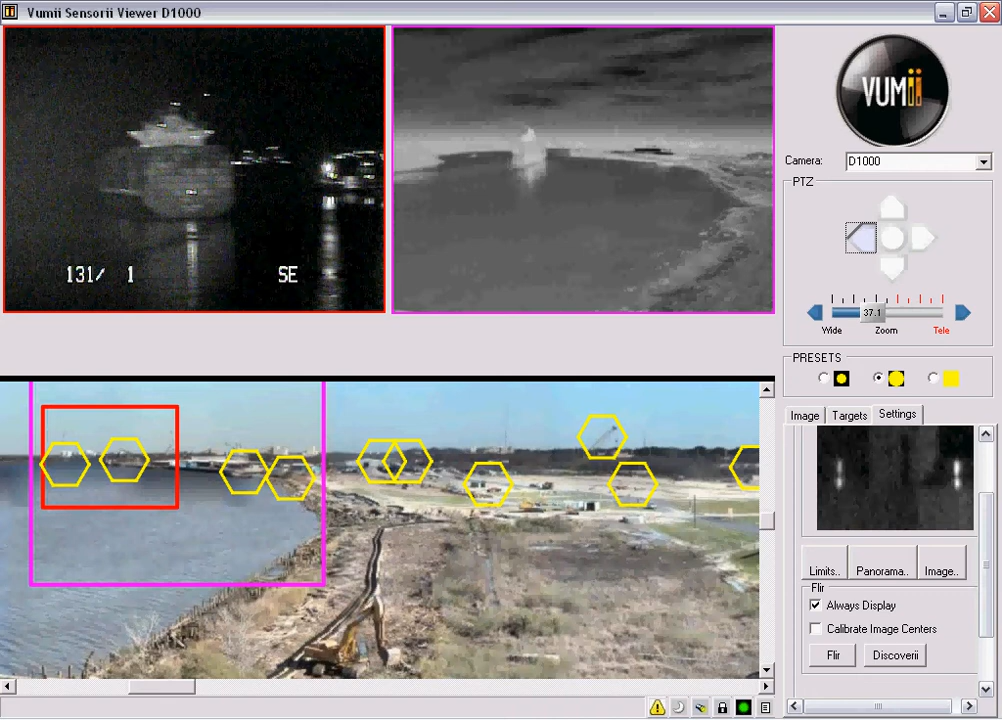 Vumii Sensorii Viewer D1000
131/ 1 SE
VUMii
Camera: D1000
PTZ
37.1
Wide Zoom Tele
PRESETS
Image Targets Settings
Limits.. Panorama.. Image..
Flir
Always Display
Calibrate Image Centers
Flir Discoverii